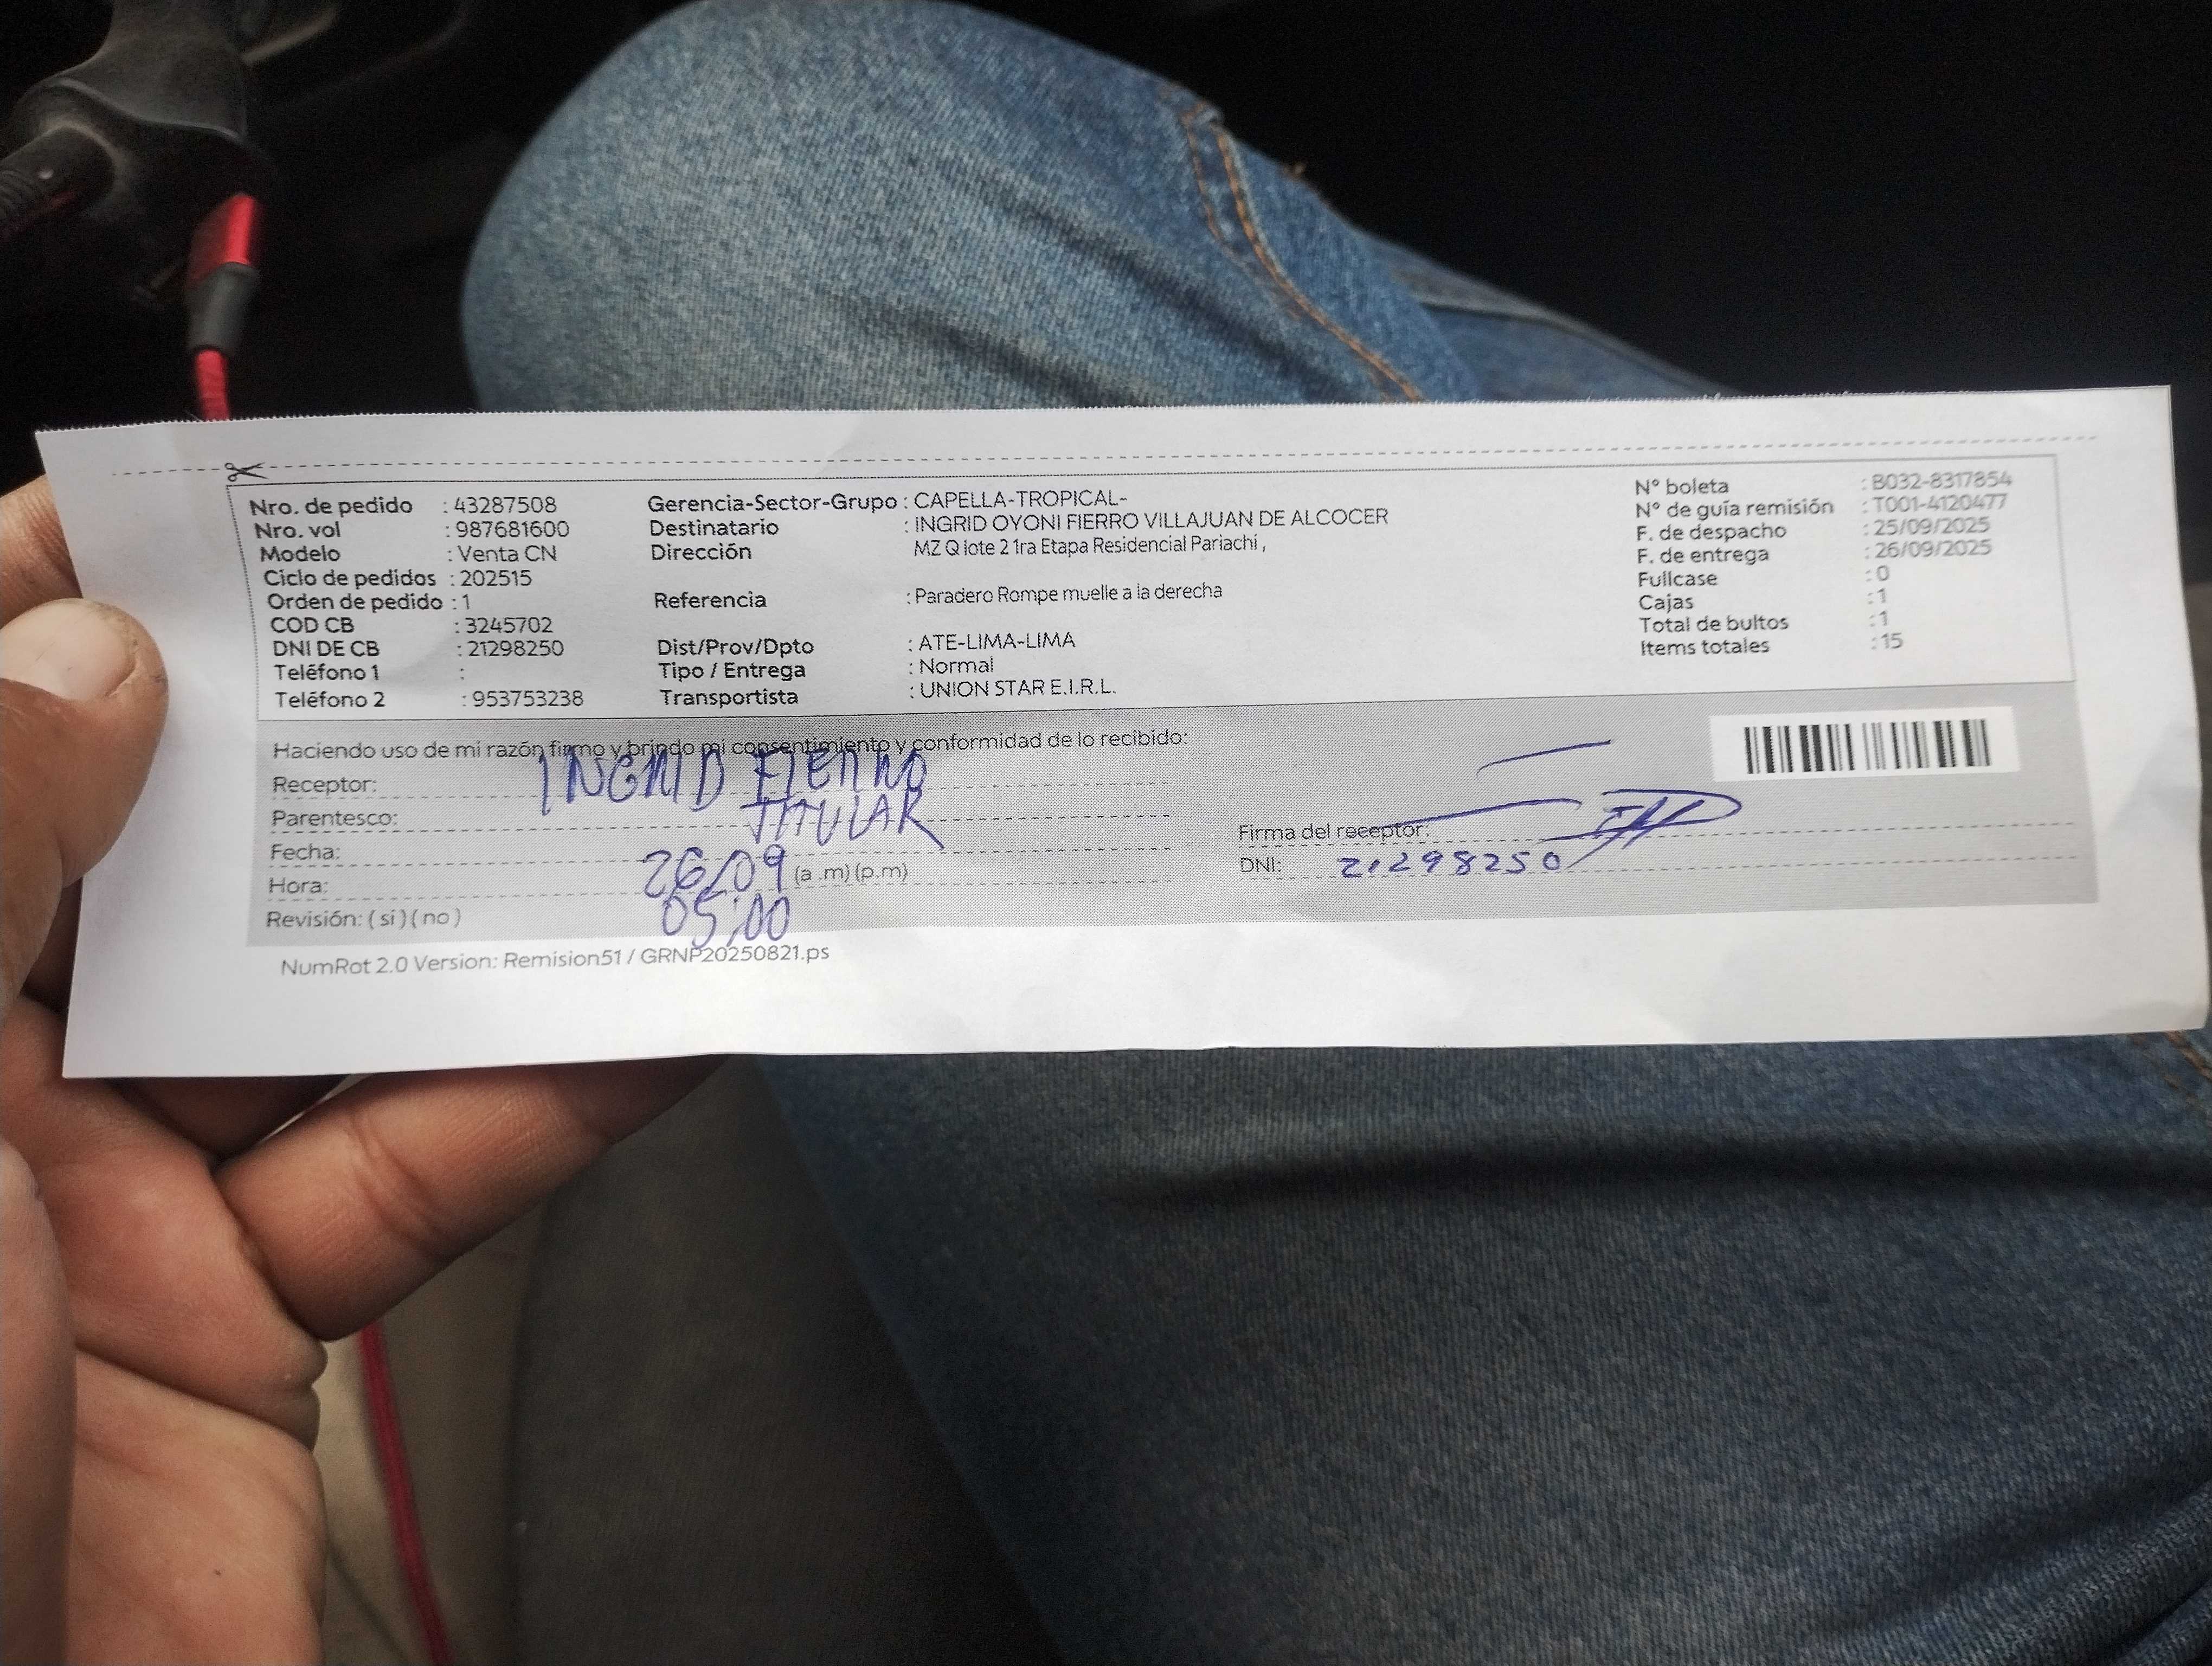 Nro. de pedido : 43287508
Nro. vol : 987681600
Modelo : Venta CN
Ciclo de pedidos : 202515
Orden de pedido : 1
COD CB : 3245702
DNI DE CB : 21298250
Teléfono 1 :
Teléfono 2 : 953753238
Gerencia-Sector-Grupo : CAPELLA-TROPICAL-
Destinatario : INGRID OYONI FIERRO VILLAJUAN DE ALCOCER
Dirección MZ Q lote 2 1ra Etapa Residencial Pariachi ,
Referencia : Paradero Rompe muelle a la derecha
Dist/Prov/Dpto : ATE-LIMA-LIMA
Tipo / Entrega : Normal
Transportista : UNION STAR E.I.R.L.
N° boleta : B032-8317854
N° de guía remisión : T001-4120477
F. de despacho : 25/09/2025
F. de entrega : 26/09/2025
Fullcase : 0
Cajas : 1
Total de bultos : 1
Items totales : 15
Haciendo uso de mi razón firmo y brindo mi consentimiento y conformidad de lo recibido:
Receptor: INGRID FIERRO
Parentesco: TITULAR
Fecha: 26/09
Hora: 05:00 (a .m) (p.m)
Revisión: ( si ) ( no )
Firma del receptor:
DNI: 21298250
NumRot 2.0 Version: Remision51 / GRNP20250821.ps